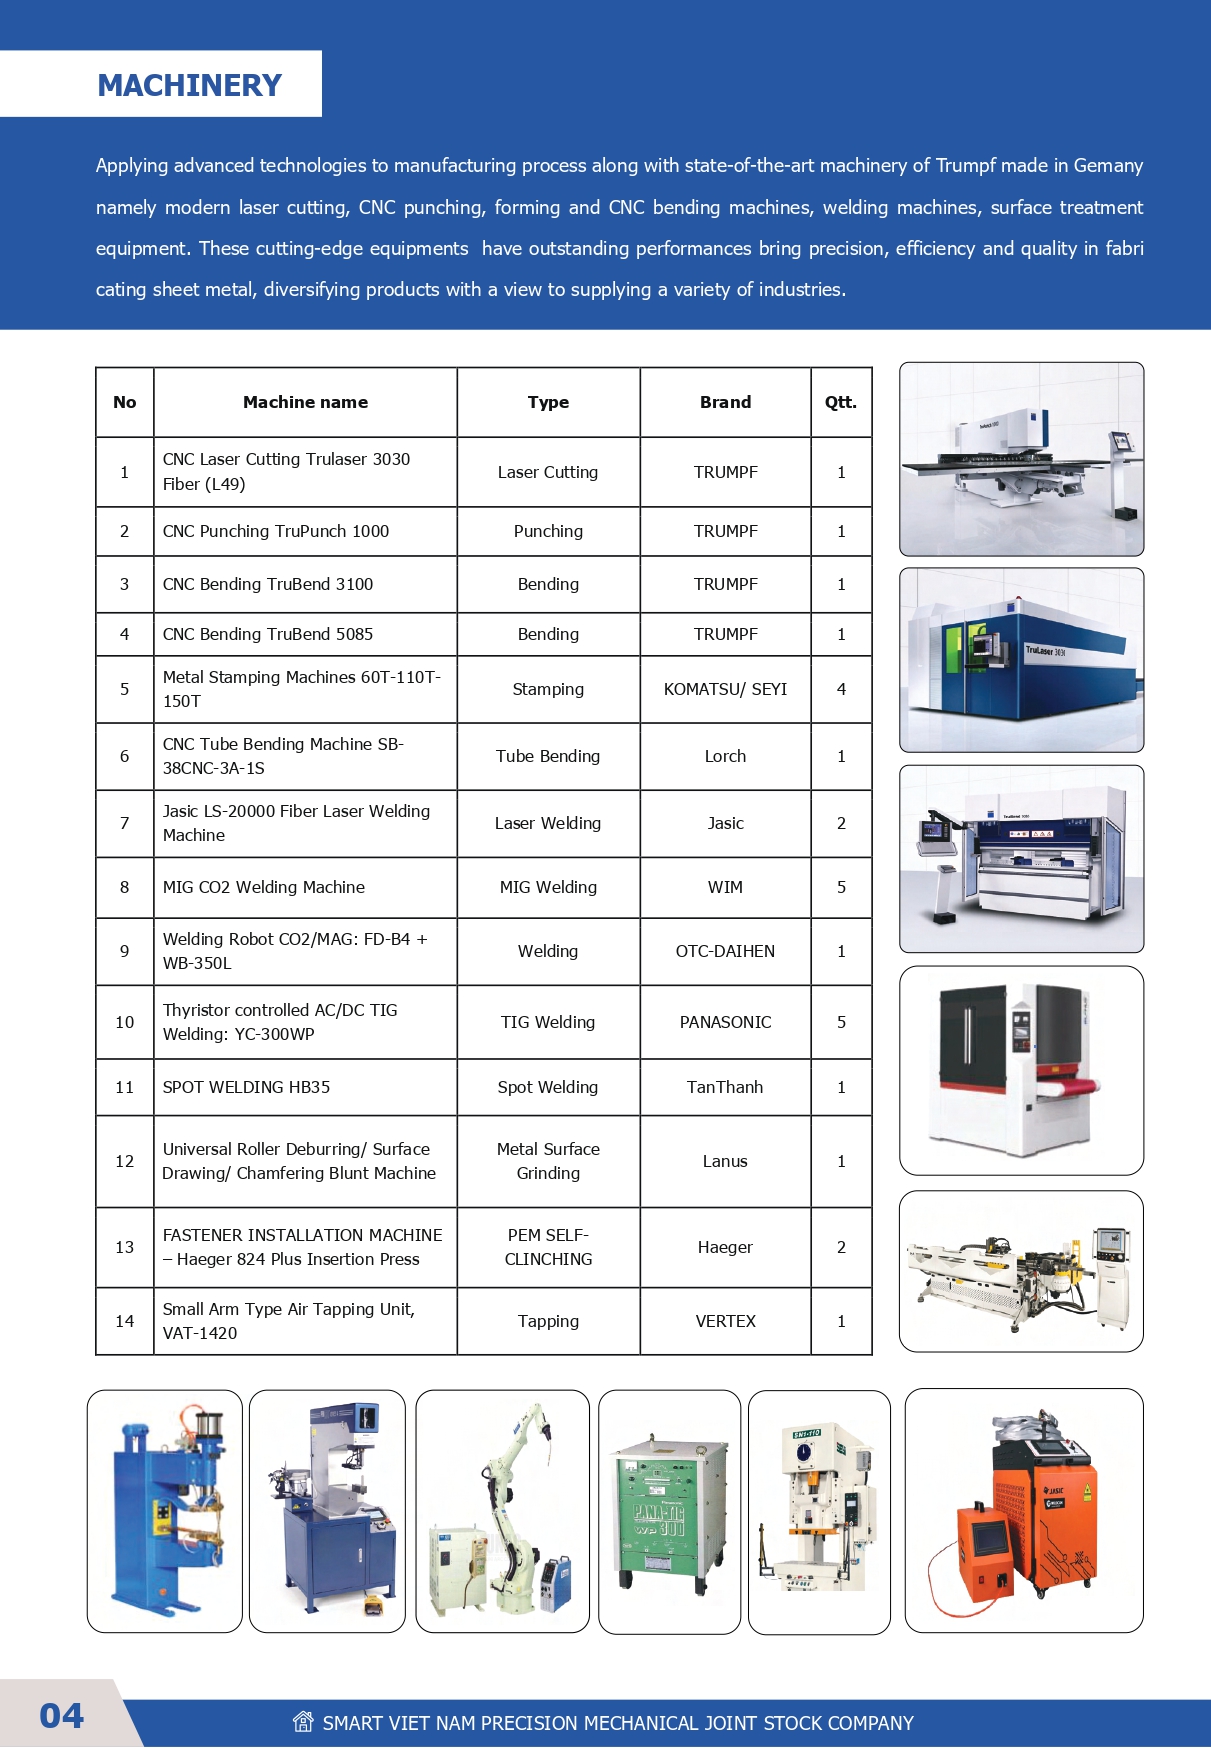 MACHINERY
Applying advanced technologies to manufacturing process along with state-of-the-art machinery of Trumpf made in Gemany
namely modern laser cutting, CNC punching, forming and CNC bending machines, welding machines, surface treatment
equipment. These cutting-edge equipments have outstanding performances bring precision, efficiency and quality in fabri
cating sheet metal, diversifying products with a view to supplying a variety of industries.
No Machine name Type Brand Qtt.
1 CNC Laser Cutting Trulaser 3030 Fiber (L49) Laser Cutting TRUMPF 1
2 CNC Punching TruPunch 1000 Punching TRUMPF 1
3 CNC Bending TruBend 3100 Bending TRUMPF 1
4 CNC Bending TruBend 5085 Bending TRUMPF 1
5 Metal Stamping Machines 60T-110T-150T Stamping KOMATSU/ SEYI 4
6 CNC Tube Bending Machine SB-38CNC-3A-1S Tube Bending Lorch 1
7 Jasic LS-20000 Fiber Laser Welding Machine Laser Welding Jasic 2
8 MIG CO2 Welding Machine MIG Welding WIM 5
9 Welding Robot CO2/MAG: FD-B4 + WB-350L Welding OTC-DAIHEN 1
10 Thyristor controlled AC/DC TIG Welding: YC-300WP TIG Welding PANASONIC 5
11 SPOT WELDING HB35 Spot Welding TanThanh 1
12 Universal Roller Deburring/ Surface Drawing/ Chamfering Blunt Machine Metal Surface Grinding Lanus 1
13 FASTENER INSTALLATION MACHINE – Haeger 824 Plus Insertion Press PEM SELF-CLINCHING Haeger 2
14 Small Arm Type Air Tapping Unit, VAT-1420 Tapping VERTEX 1
TruLaser 3030
Panasonic
PANA-TIG
WP 300
SN1-110
JASIC
04
SMART VIET NAM PRECISION MECHANICAL JOINT STOCK COMPANY